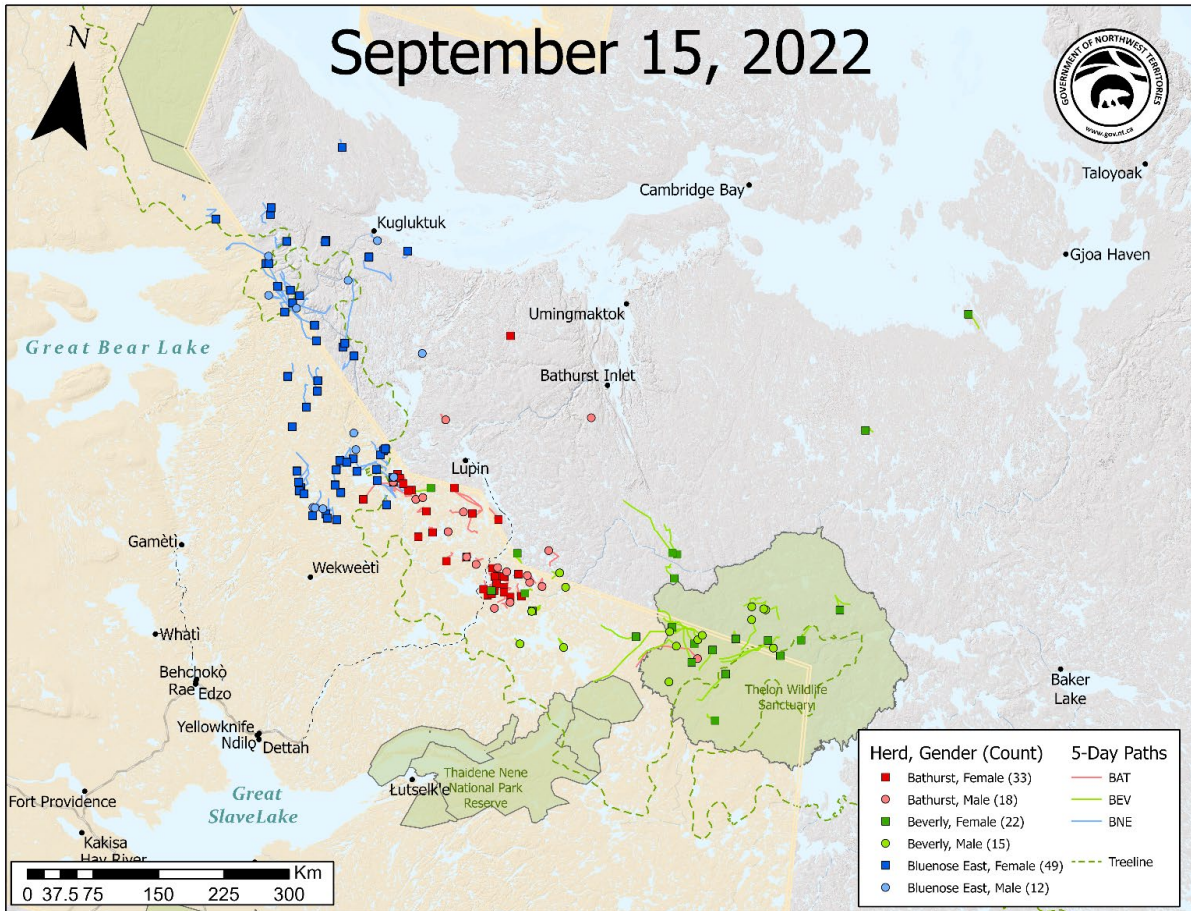 September 15, 2022
N
GOVERNMENT OF NORTHWEST TERRITORIES
www.gov.nt.ca
Taloyoak
Cambridge Bay
Kugluktuk
Gjoa Haven
Umingmaktok
Great Bear Lake
Bathurst Inlet
Lupin
Gamètì
Wekweètì
Whatì
Behchokǫ̀
Rae
Edzo
Baker
Lake
Thelon Wildlife
Sanctuary
Yellowknife
Ndilǫ
Dettah
Łutselk'e
Thaidene Nene
National Park
Reserve
Fort Providence
Great
Slave Lake
Kakisa
Hay River
Km
0 37.5 75 150 225 300
Herd, Gender (Count)
Bathurst, Female (33)
Bathurst, Male (18)
Beverly, Female (22)
Beverly, Male (15)
Bluenose East, Female (49)
Bluenose East, Male (12)
5-Day Paths
BAT
BEV
BNE
Treeline